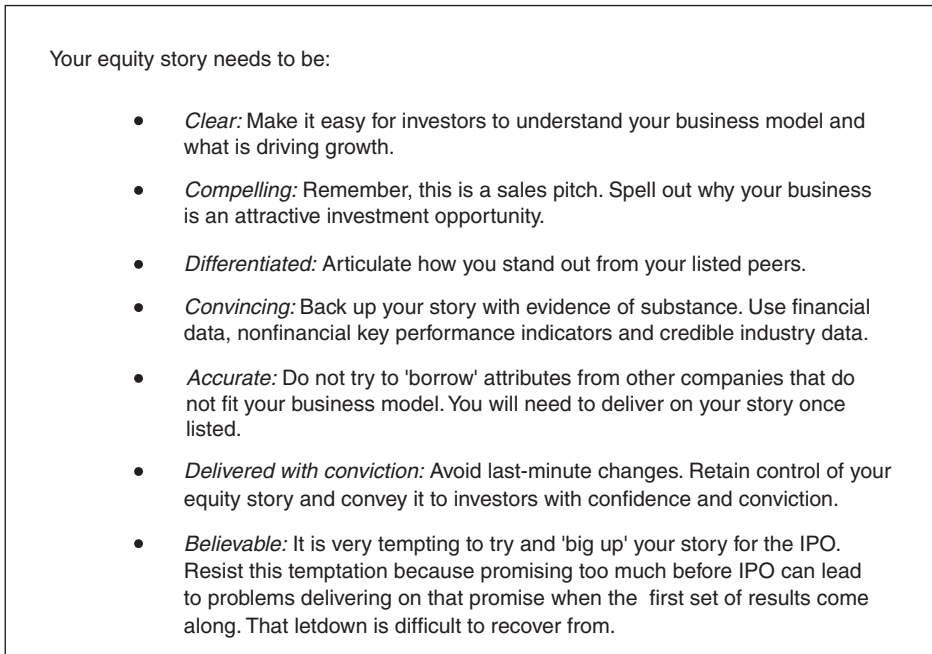 Your equity story needs to be:
• Clear: Make it easy for investors to understand your business model and
what is driving growth.
• Compelling: Remember, this is a sales pitch. Spell out why your business
is an attractive investment opportunity.
• Differentiated: Articulate how you stand out from your listed peers.
• Convincing: Back up your story with evidence of substance. Use financial
data, nonfinancial key performance indicators and credible industry data.
• Accurate: Do not try to 'borrow' attributes from other companies that do
not fit your business model. You will need to deliver on your story once
listed.
• Delivered with conviction: Avoid last-minute changes. Retain control of your
equity story and convey it to investors with confidence and conviction.
• Believable: It is very tempting to try and 'big up' your story for the IPO.
Resist this temptation because promising too much before IPO can lead
to problems delivering on that promise when the first set of results come
along. That letdown is difficult to recover from.